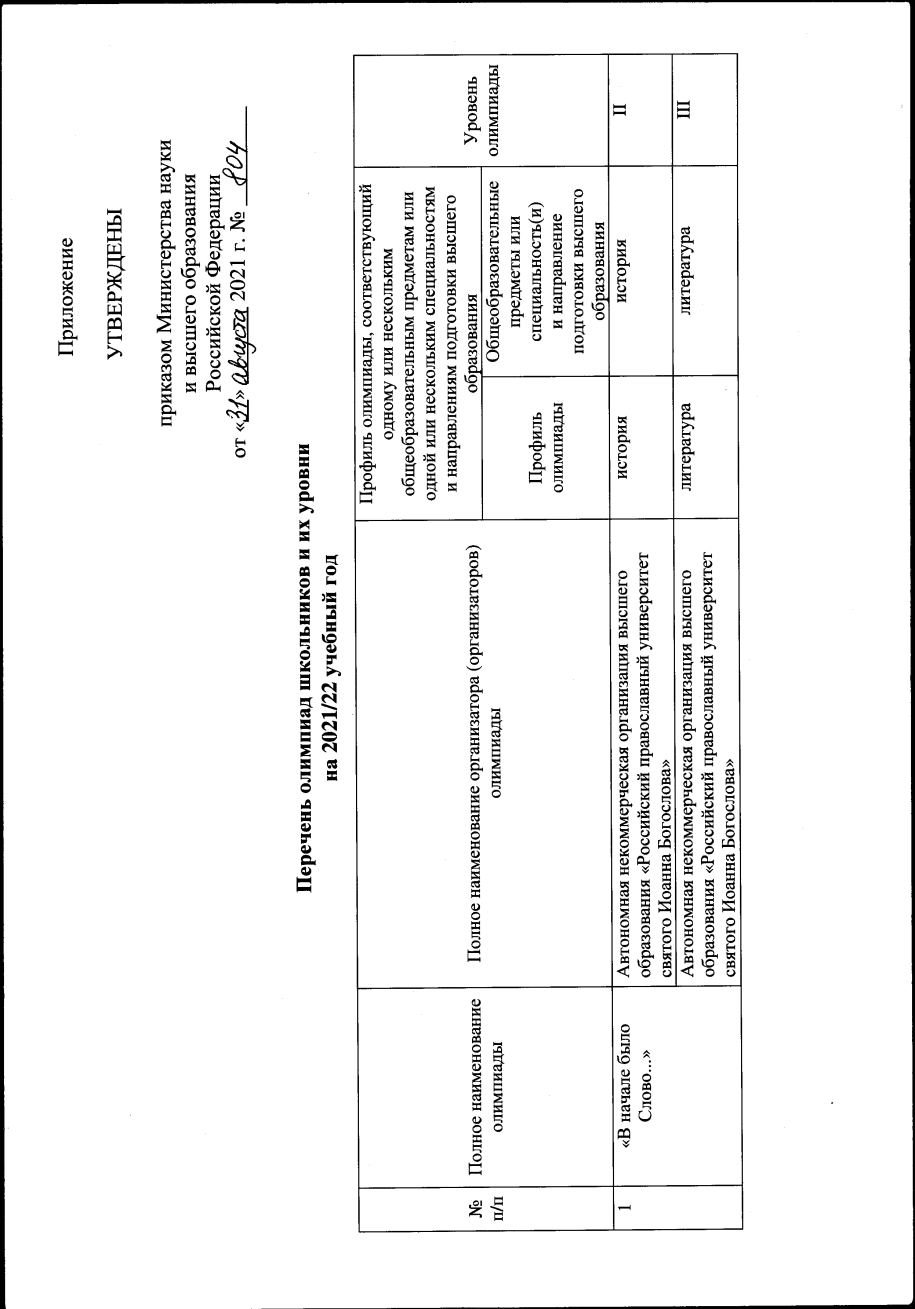 Приложение
УТВЕРЖДЕНЫ
приказом Министерства науки
и высшего образования
Российской Федерации
от «31» августа 2021 г. № 804
Перечень олимпиад школьников и их уровни
на 2021/22 учебный год
№
п/п
Полное наименование
олимпиады
Полное наименование организатора (организаторов)
олимпиады
Профиль олимпиады, соответствующий
одному или нескольким
общеобразовательным предметам или
одной или нескольким специальностям
и направлениям подготовки высшего
образования
Уровень
олимпиады
Профиль
олимпиады
Общеобразовательные
предметы или
специальность(и)
и направление
подготовки высшего
образования
1
«В начале было
Слово...»
Автономная некоммерческая организация высшего
образования «Российский православный университет
святого Иоанна Богослова»
история
история
II
Автономная некоммерческая организация высшего
образования «Российский православный университет
святого Иоанна Богослова»
литература
литература
III